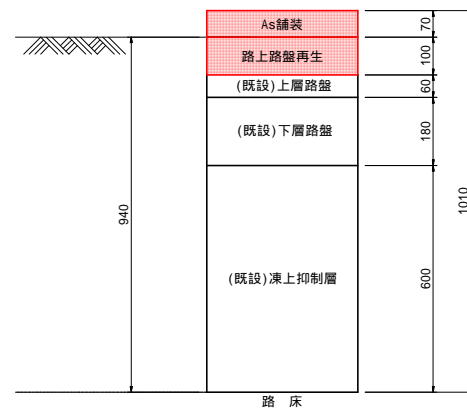 As舗装
路上路盤再生
(既設)上層路盤
(既設)下層路盤
(既設)凍上抑制層
路 床
940
70
100
60
180
600
1010